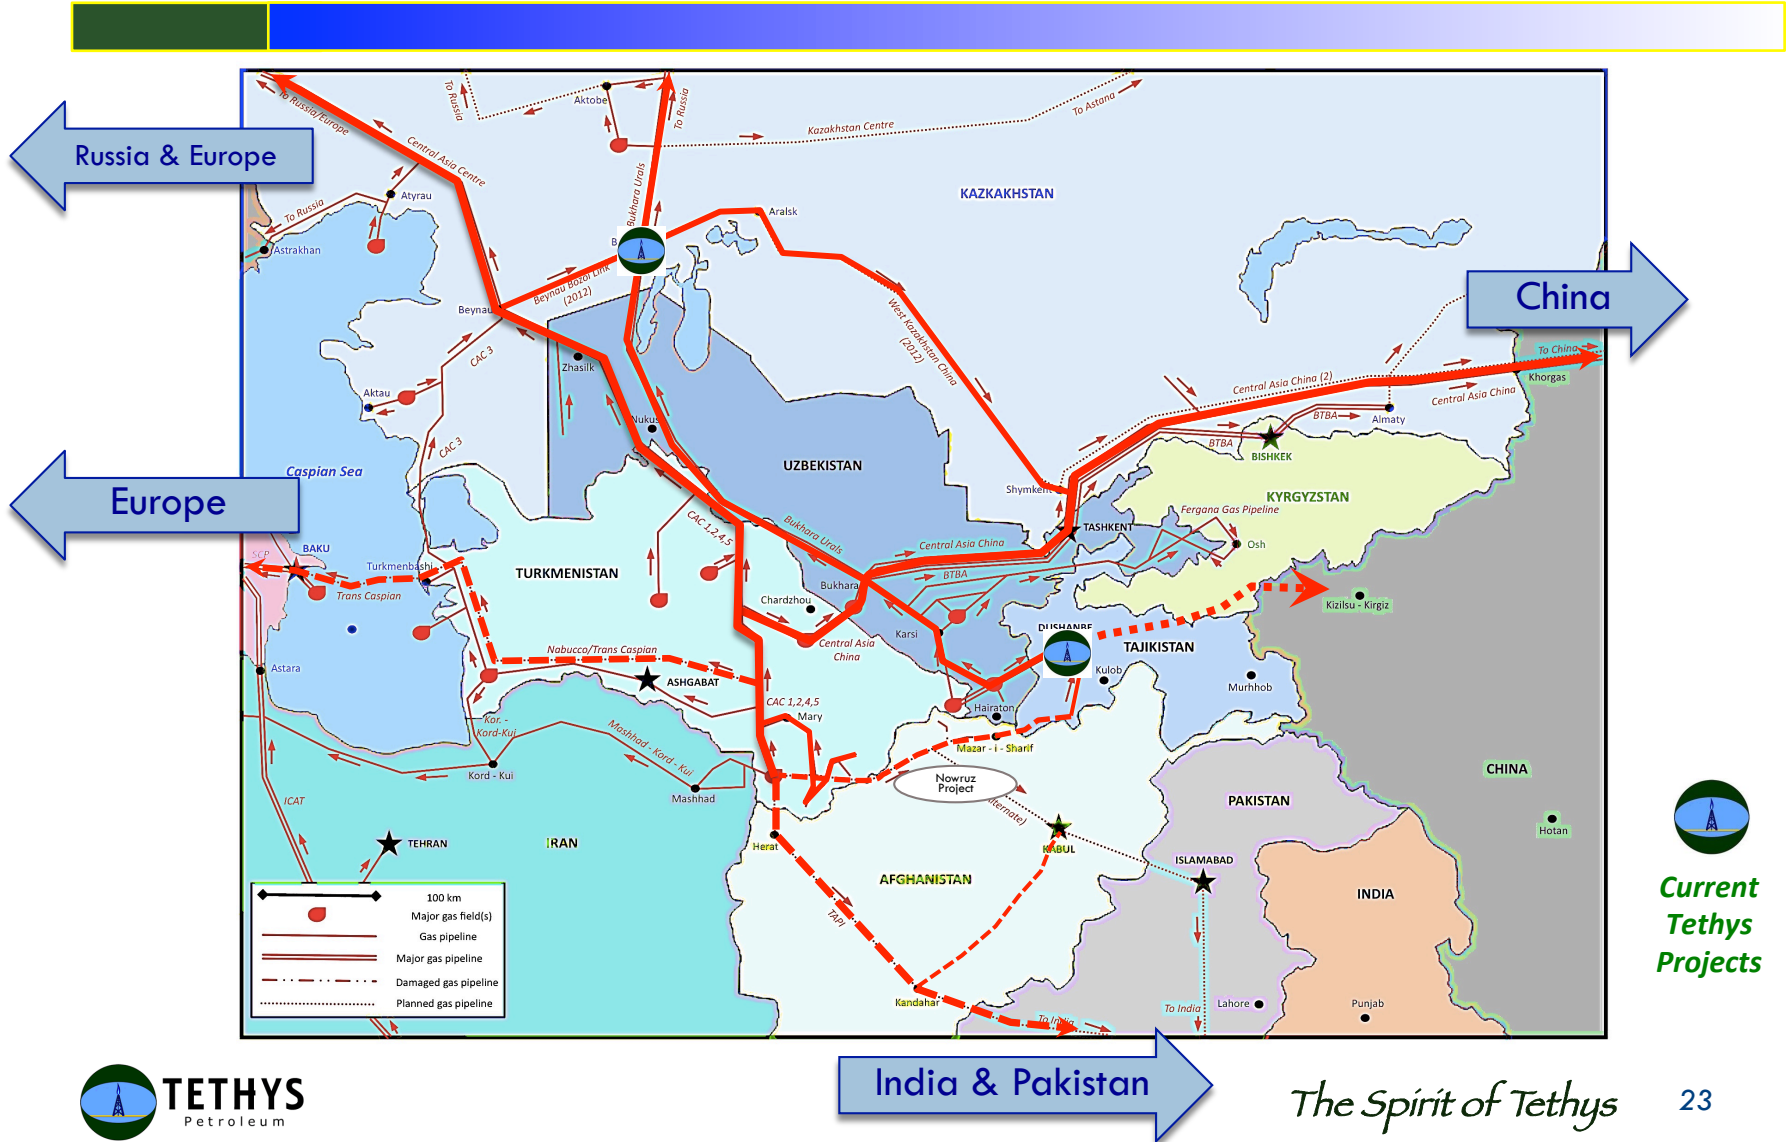 Russia & Europe
Europe
China
India & Pakistan
To Russia/Europe
Central Asia Centre
To Russia
Aktobe
To Russia
To Astana
Kazakhstan Centre
Bukhara Urals
KAZKAKHSTAN
Atyrau
To Russia
Astrakhan
Aralsk
Beynau Bozoi Link
(2012)
Beynau
West Kazakhstan China
(2012)
Zhasilk
CAC 3
Aktau
Nukus
CAC 3
Caspian Sea
UZBEKISTAN
To China
Khorgas
Central Asia China (2)
Central Asia China
BTBA
Almaty
BTBA
BISHKEK
KYRGYZSTAN
Shymkent
TASHKENT
Fergana Gas Pipeline
Osh
CAC 1,2,4,5
Bukhara Urals
Central Asia China
BTBA
SCP
BAKU
Turkmenbashi
Trans Caspian
TURKMENISTAN
Bukhara
Chardzhou
Karsi
Central Asia
China
DUSHANBE
TAJIKISTAN
Kizilsu - Kirgiz
Kulob
Murhhob
Astara
Nabucco/Trans Caspian
ASHGABAT
CAC 1,2,4,5
Mary
Hairaton
Mazar - i - Sharif
Kor. -
Kord-Kui
Kord - Kui
Mashhad - Kord - Kui
Mashhad
Nowruz
Project
ICAT
TEHRAN
IRAN
Herat
KABUL
AFGHANISTAN
ISLAMABAD
PAKISTAN
CHINA
Hotan
INDIA
TAPI
Kandahar
To India
To India
Lahore
Punjab
100 km
Major gas field(s)
Gas pipeline
Major gas pipeline
Damaged gas pipeline
Planned gas pipeline
Current
Tethys
Projects
TETHYS
Petroleum
The Spirit of Tethys
23